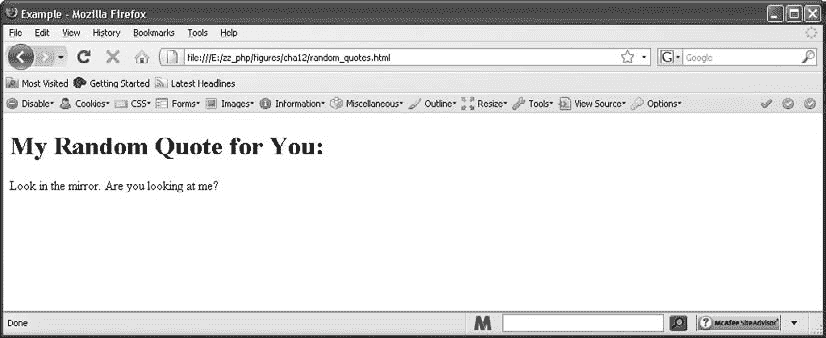 Example - Mozilla Firefox
File Edit View History Bookmarks Tools Help
file:///E:/zz_php/figures/cha12/random_quotes.html
G Google
Most Visited Getting Started Latest Headlines
Disable Cookies CSS Forms Images Information Miscellaneous Outline Resize Tools View Source Options
My Random Quote for You:
Look in the mirror. Are you looking at me?
Done
McAfee SiteAdvisor